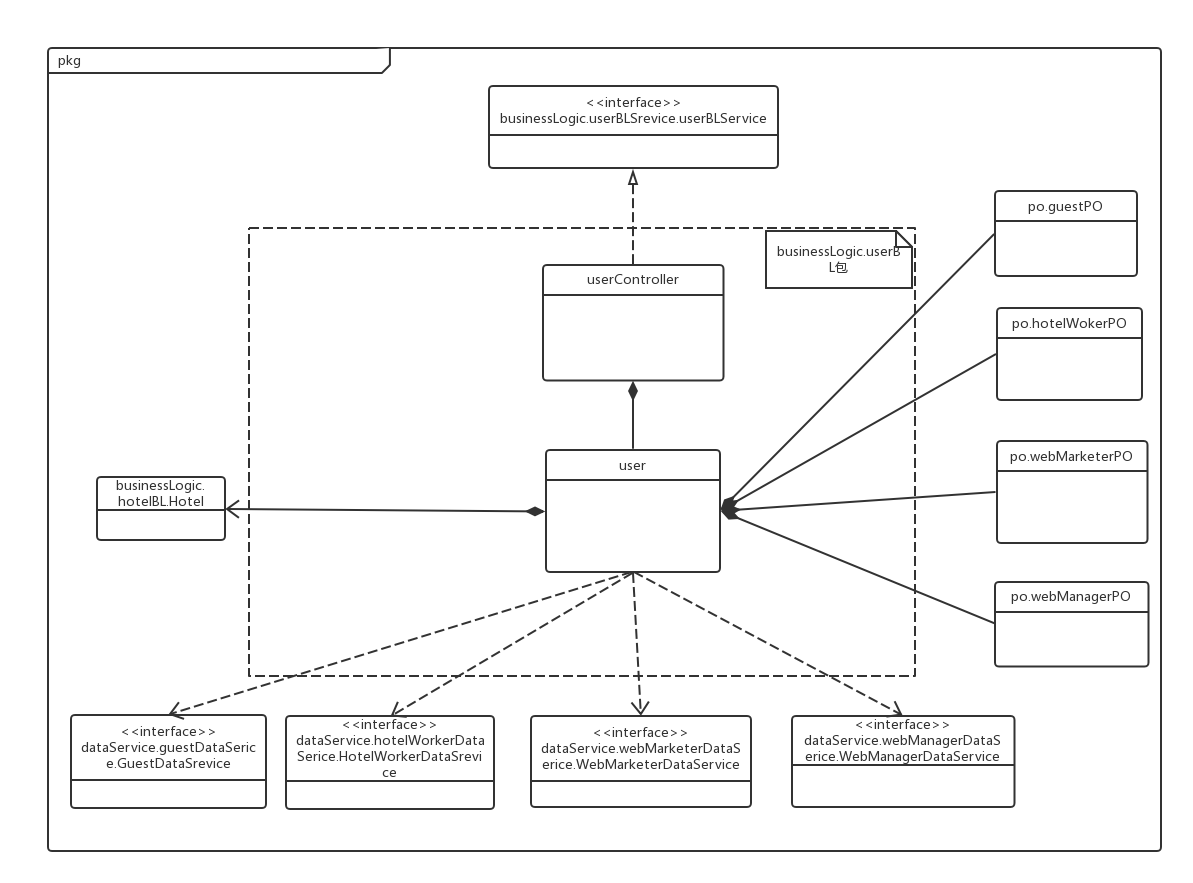 pkg
<<interface>>
businessLogic.userBLSrevice.userBLService
po.guestPO
businessLogic.userB
L包
userController
po.hotelWokerPO
user
po.webMarketerPO
businessLogic.
hotelBL.Hotel
po.webManagerPO
<<interface>>
dataService.guestDataSeric
e.GuestDataSrevice
<<interface>>
dataService.hotelWorkerData
SErice.HotelWorkerDataSrevi
ce
<<interface>>
dataService.webMarketerDataS
erice.WebMarketerDataService
<<interface>>
dataService.webManagerDataS
erice.WebManagerDataService